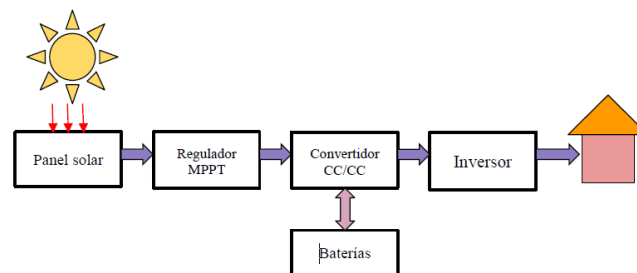 Panel solar
Regulador
MPPT
Convertidor
CC/CC
Inversor
Baterías